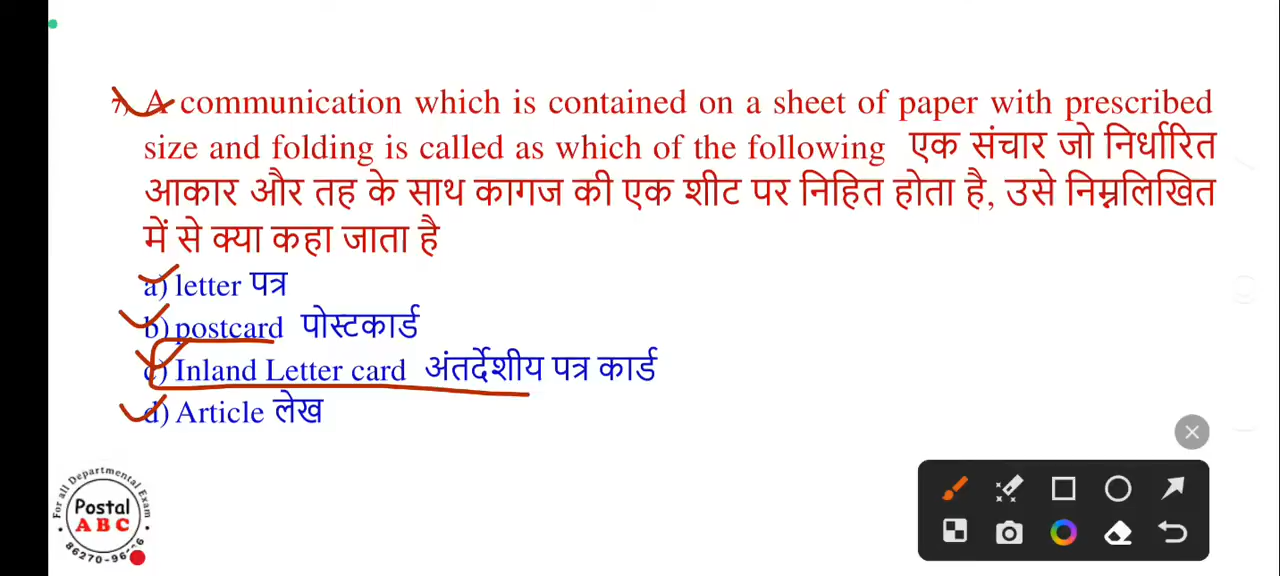 7) A communication which is contained on a sheet of paper with prescribed
size and folding is called as which of the following एक संचार जो निर्धारित
आकार और तह के साथ कागज की एक शीट पर निहित होता है, उसे निम्नलिखित
में से क्या कहा जाता है
a) letter पत्र
b) postcard पोस्टकार्ड
c) Inland Letter card अंतर्देशीय पत्र कार्ड
d) Article लेख
For all Departmental Exam
Postal
ABC